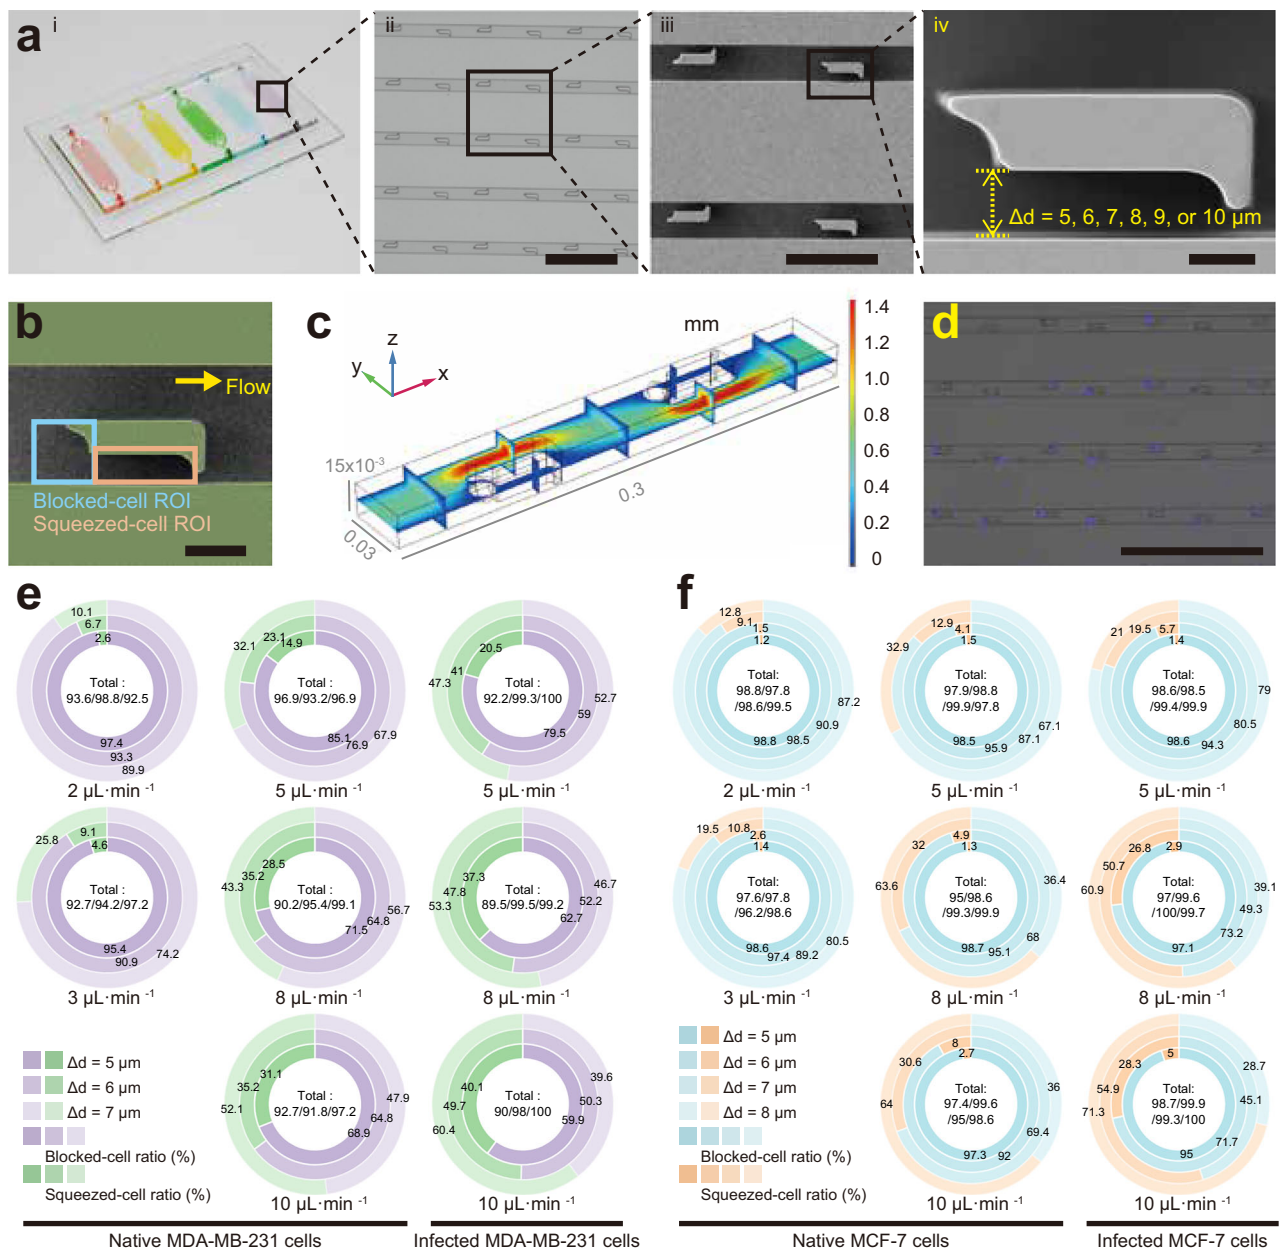 a
i
ii
iii
iv
Δd = 5, 6, 7, 8, 9, or 10 µm
b
Flow
Blocked-cell ROI
Squeezed-cell ROI
c
z
y
x
mm
15x10⁻³
0.03
0.3
1.4
1.2
1.0
0.8
0.6
0.4
0.2
0
d
e
10.1
6.7
2.6
Total :
93.6/98.8/92.5
97.4
93.3
89.9
2 µL·min -1
32.1
23.1
14.9
Total :
96.9/93.2/96.9
85.1
76.9
67.9
5 µL·min -1
47.3
41
20.5
Total :
92.2/99.3/100
79.5
59
52.7
5 µL·min -1
25.8
9.1
4.6
Total :
92.7/94.2/97.2
95.4
90.9
74.2
3 µL·min -1
43.3
35.2
28.5
Total :
90.2/95.4/99.1
71.5
64.8
56.7
8 µL·min -1
53.3
47.8
37.3
Total :
89.5/99.5/99.2
62.7
52.2
46.7
8 µL·min -1
Δd = 5 µm
Δd = 6 µm
Δd = 7 µm
Blocked-cell ratio (%)
Squeezed-cell ratio (%)
52.1
35.2
31.1
Total :
92.7/91.8/97.2
68.9
64.8
47.9
10 µL·min -1
60.4
49.7
40.1
Total :
90/98/100
59.9
50.3
39.6
10 µL·min -1
Native MDA-MB-231 cells
Infected MDA-MB-231 cells
f
12.8
9.1
1.5
1.2
Total:
98.8/97.8
/98.6/99.5
98.8
98.5
90.9
87.2
2 µL·min -1
32.9
12.9
4.1
1.5
Total:
97.9/98.8
/99.9/97.8
98.5
95.9
87.1
67.1
5 µL·min -1
21
19.5
5.7
1.4
Total:
98.6/98.5
/99.4/99.9
98.6
94.3
80.5
79
5 µL·min -1
19.5
10.8
2.6
1.4
Total:
97.6/97.8
/96.2/98.6
98.6
97.4
89.2
80.5
3 µL·min -1
63.6
32
4.9
1.3
Total:
95/98.6
/99.3/99.9
98.7
95.1
68
36.4
8 µL·min -1
60.9
50.7
26.8
2.9
Total:
97/99.6
/100/99.7
97.1
73.2
49.3
39.1
8 µL·min -1
Δd = 5 µm
Δd = 6 µm
Δd = 7 µm
Δd = 8 µm
Blocked-cell ratio (%)
Squeezed-cell ratio (%)
64
30.6
8
2.7
Total:
97.4/99.6
/95/98.6
97.3
92
69.4
36
10 µL·min -1
71.3
54.9
28.3
5
Total:
98.7/99.9
/99.3/100
95
71.7
45.1
28.7
10 µL·min -1
Native MCF-7 cells
Infected MCF-7 cells